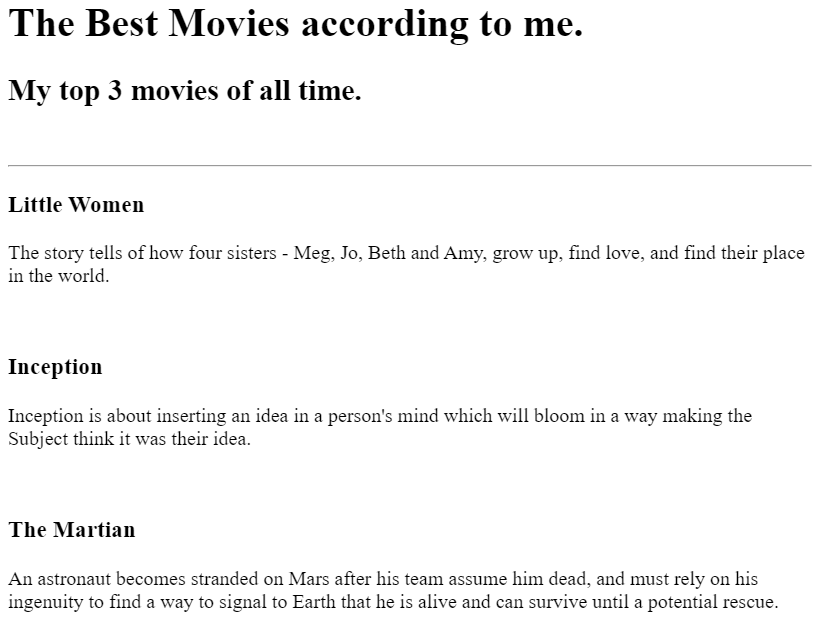 The Best Movies according to me.
My top 3 movies of all time.
Little Women
The story tells of how four sisters - Meg, Jo, Beth and Amy, grow up, find love, and find their place
in the world.
Inception
Inception is about inserting an idea in a person's mind which will bloom in a way making the
Subject think it was their idea.
The Martian
An astronaut becomes stranded on Mars after his team assume him dead, and must rely on his
ingenuity to find a way to signal to Earth that he is alive and can survive until a potential rescue.